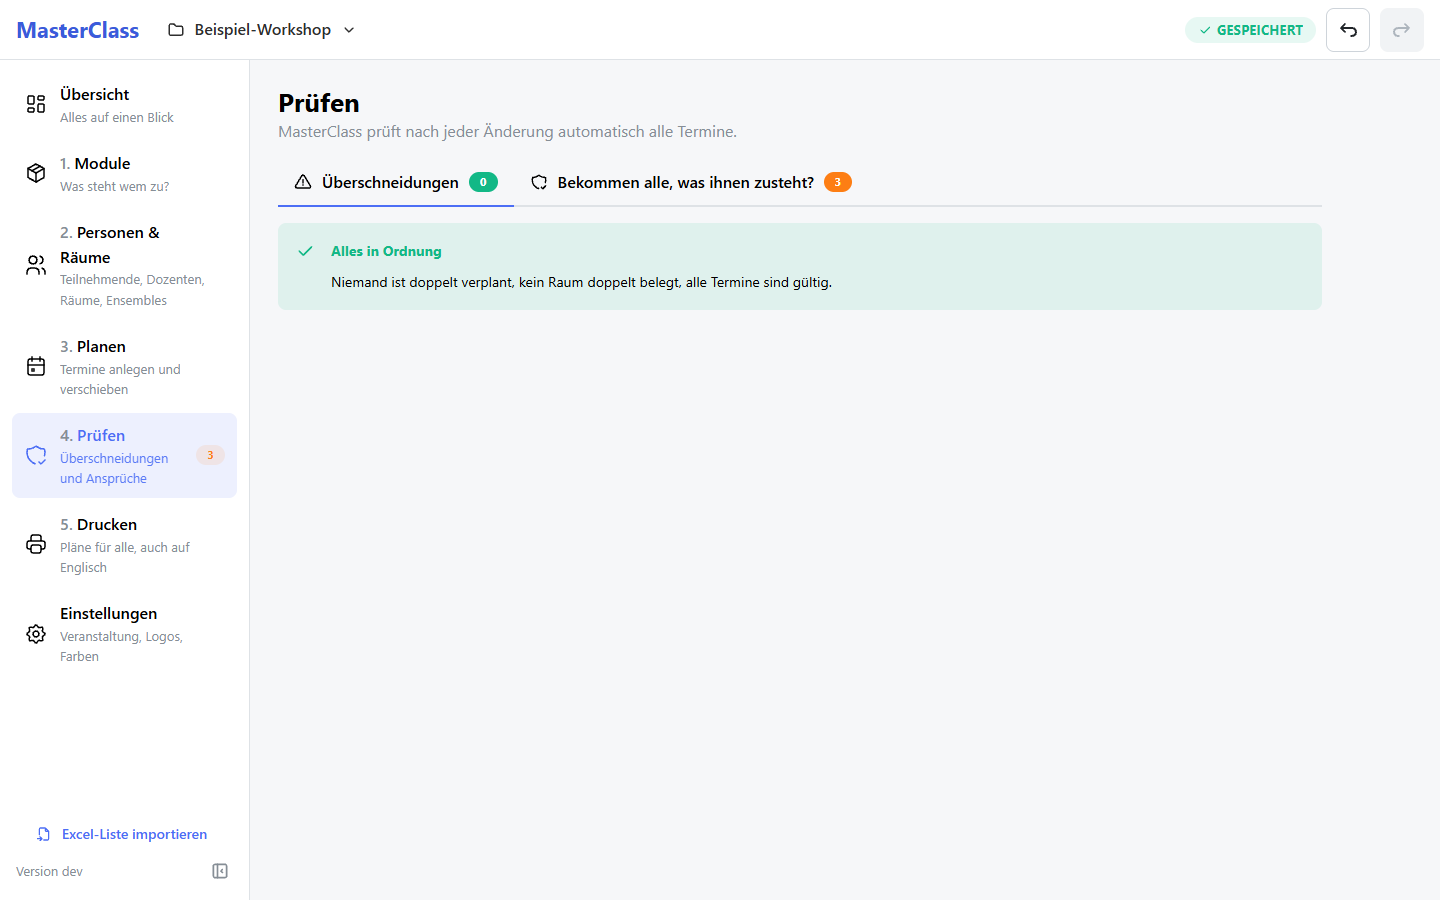 MasterClass
Beispiel-Workshop
GESPEICHERT
Übersicht
Alles auf einen Blick
1. Module
Was steht wem zu?
2. Personen &
Räume
Teilnehmende, Dozenten,
Räume, Ensembles
3. Planen
Termine anlegen und
verschieben
4. Prüfen
Überschneidungen
und Ansprüche
3
5. Drucken
Pläne für alle, auch auf
Englisch
Einstellungen
Veranstaltung, Logos,
Farben
Excel-Liste importieren
Version dev
Prüfen
MasterClass prüft nach jeder Änderung automatisch alle Termine.
Überschneidungen 0
Bekommen alle, was ihnen zusteht? 3
Alles in Ordnung
Niemand ist doppelt verplant, kein Raum doppelt belegt, alle Termine sind gültig.